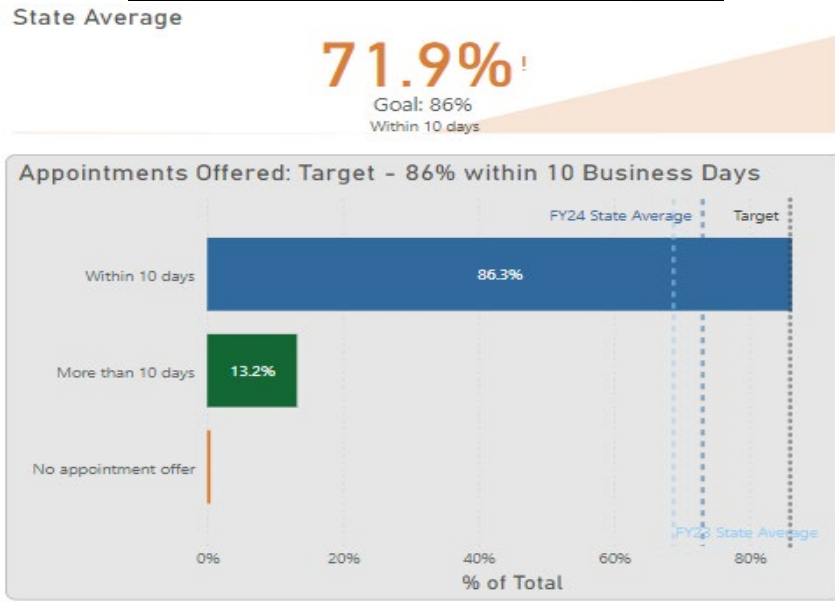 State Average
71.9%!
Goal: 86%
Within 10 days
Appointments Offered: Target - 86% within 10 Business Days
FY24 State Average
Target
Within 10 days
86.3%
More than 10 days
13.2%
No appointment offer
FY23 State Average
0%
20%
40%
60%
80%
% of Total